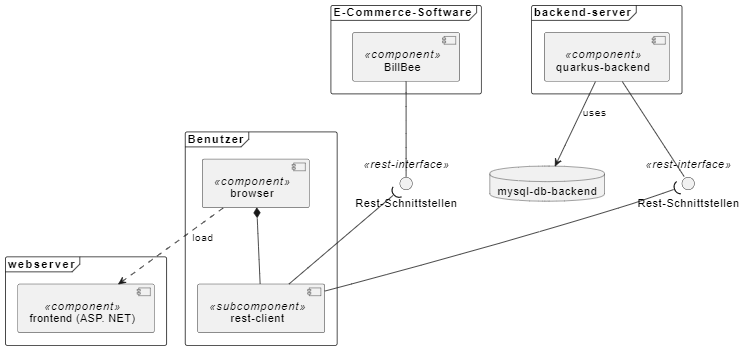 E-Commerce-Software
«component»
BillBee
backend-server
«component»
quarkus-backend
uses
Benutzer
«component»
browser
«rest-interface»
Rest-Schnittstellen
mysql-db-backend
«rest-interface»
Rest-Schnittstellen
load
webserver
«component»
frontend (ASP. NET)
«subcomponent»
rest-client